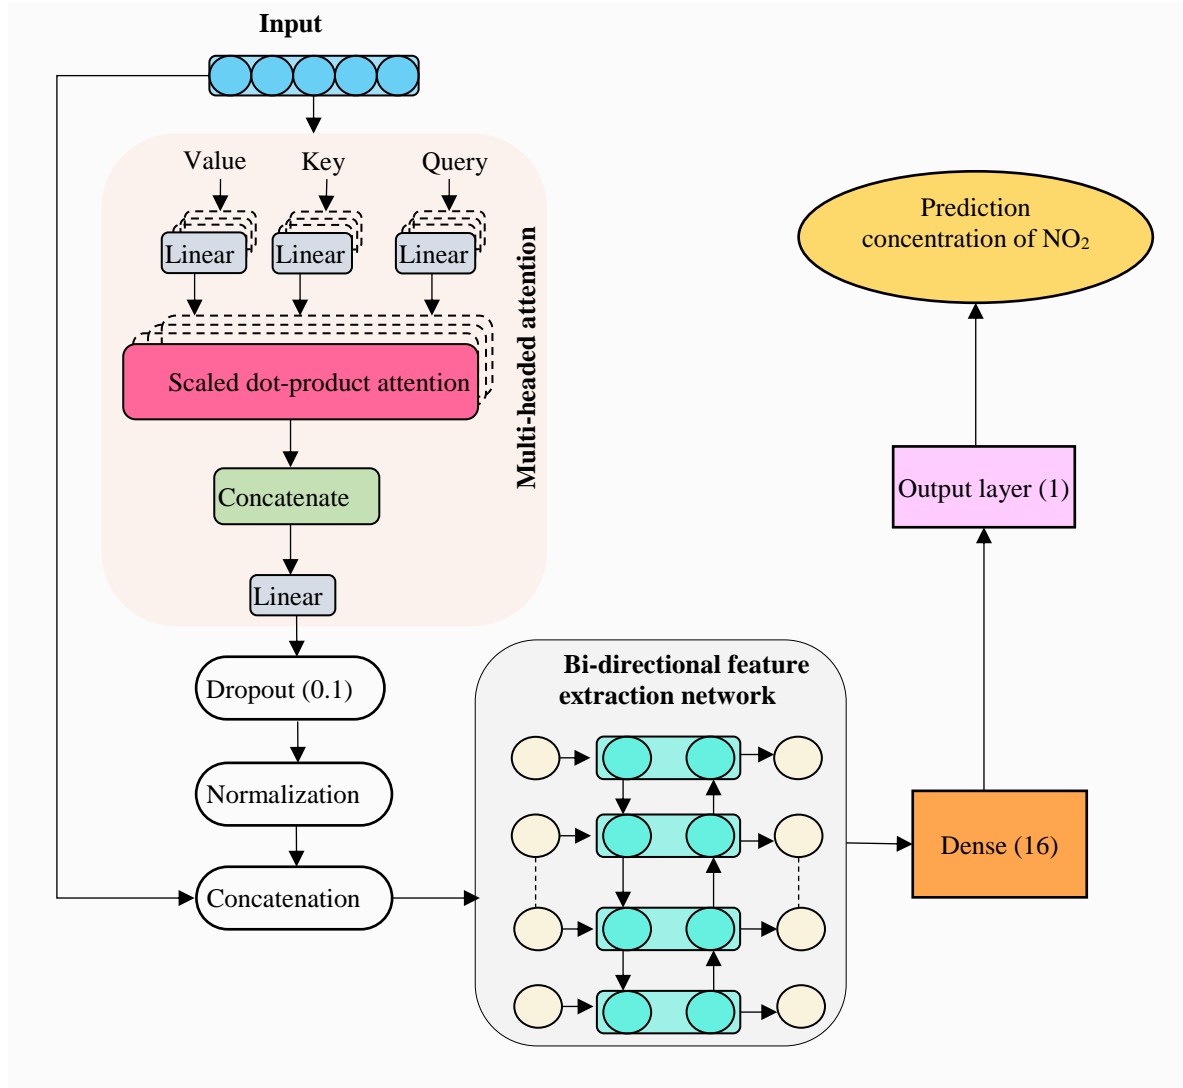 Input
Value
Key
Query
Linear
Linear
Linear
Scaled dot-product attention
Multi-headed attention
Concatenate
Linear
Dropout (0.1)
Normalization
Concatenation
Bi-directional feature
extraction network
Dense (16)
Output layer (1)
Prediction
concentration of NO₂